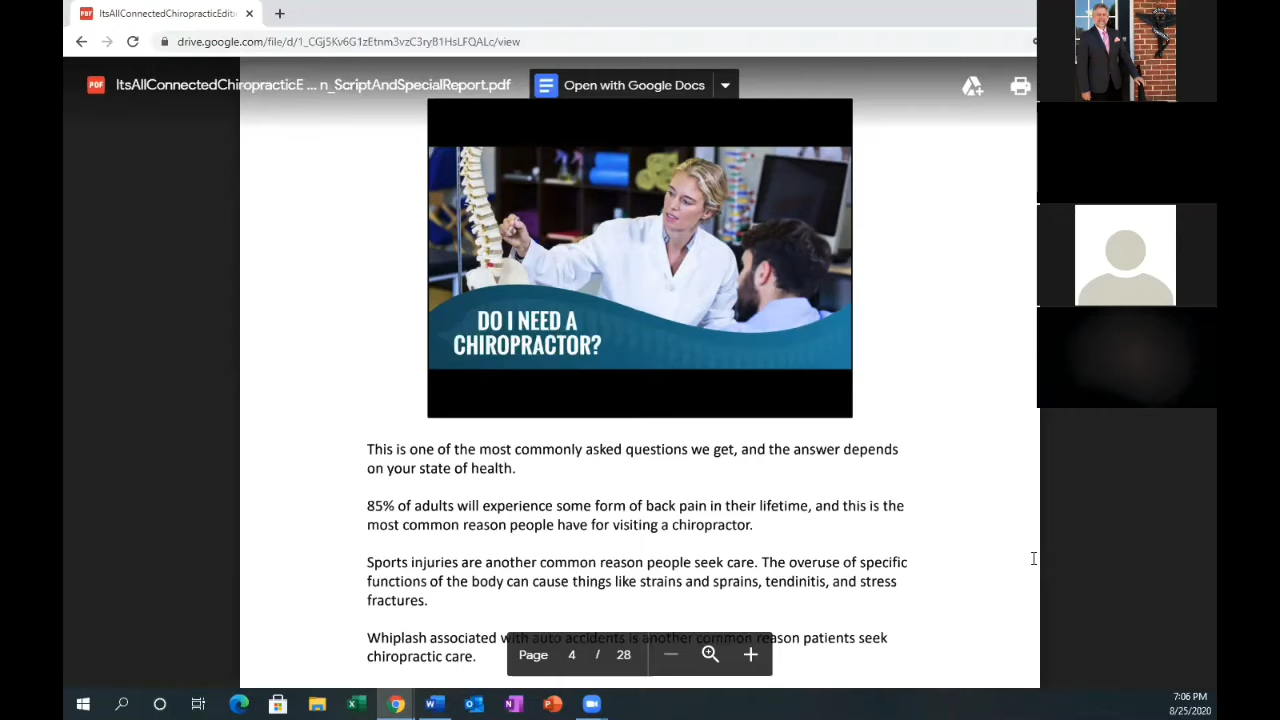 PDF ItsAllConnectedChiropracticEditi
drive.google.com/file/d/1_CGj5Kv6G1zEtnm3vzC3ryBPHsLFQALc/view
PDF ItsAllConnectedChiropracticE ... n_ScriptAndSpecialReport.pdf Open with Google Docs
DO I NEED A
CHIROPRACTOR?
This is one of the most commonly asked questions we get, and the answer depends
on your state of health.
85% of adults will experience some form of back pain in their lifetime, and this is the
most common reason people have for visiting a chiropractor.
Sports injuries are another common reason people seek care. The overuse of specific
functions of the body can cause things like strains and sprains, tendinitis, and stress
fractures.
Whiplash associated with auto accidents is another common reason patients seek
chiropractic care.
Page 4 / 28
7:06 PM
8/25/2020